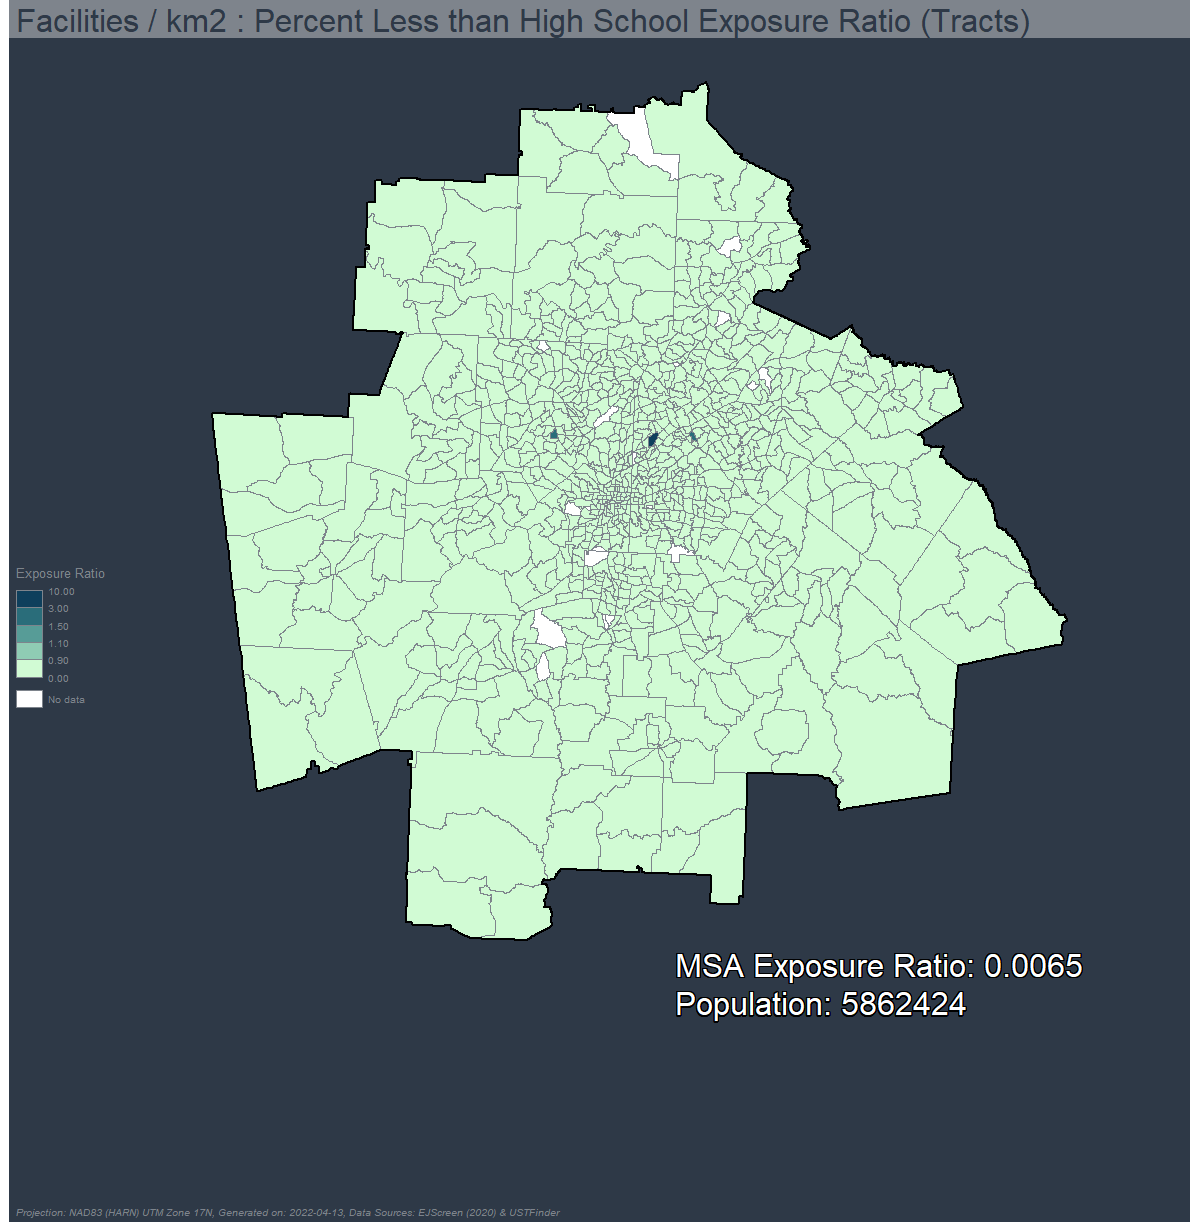 Facilities / km2 : Percent Less than High School Exposure Ratio (Tracts)
Exposure Ratio
10.00
3.00
1.50
1.10
0.90
0.00
No data
MSA Exposure Ratio: 0.0065
Population: 5862424
Projection: NAD83 (HARN) UTM Zone 17N, Generated on: 2022-04-13, Data Sources: EJScreen (2020) & USTFinder